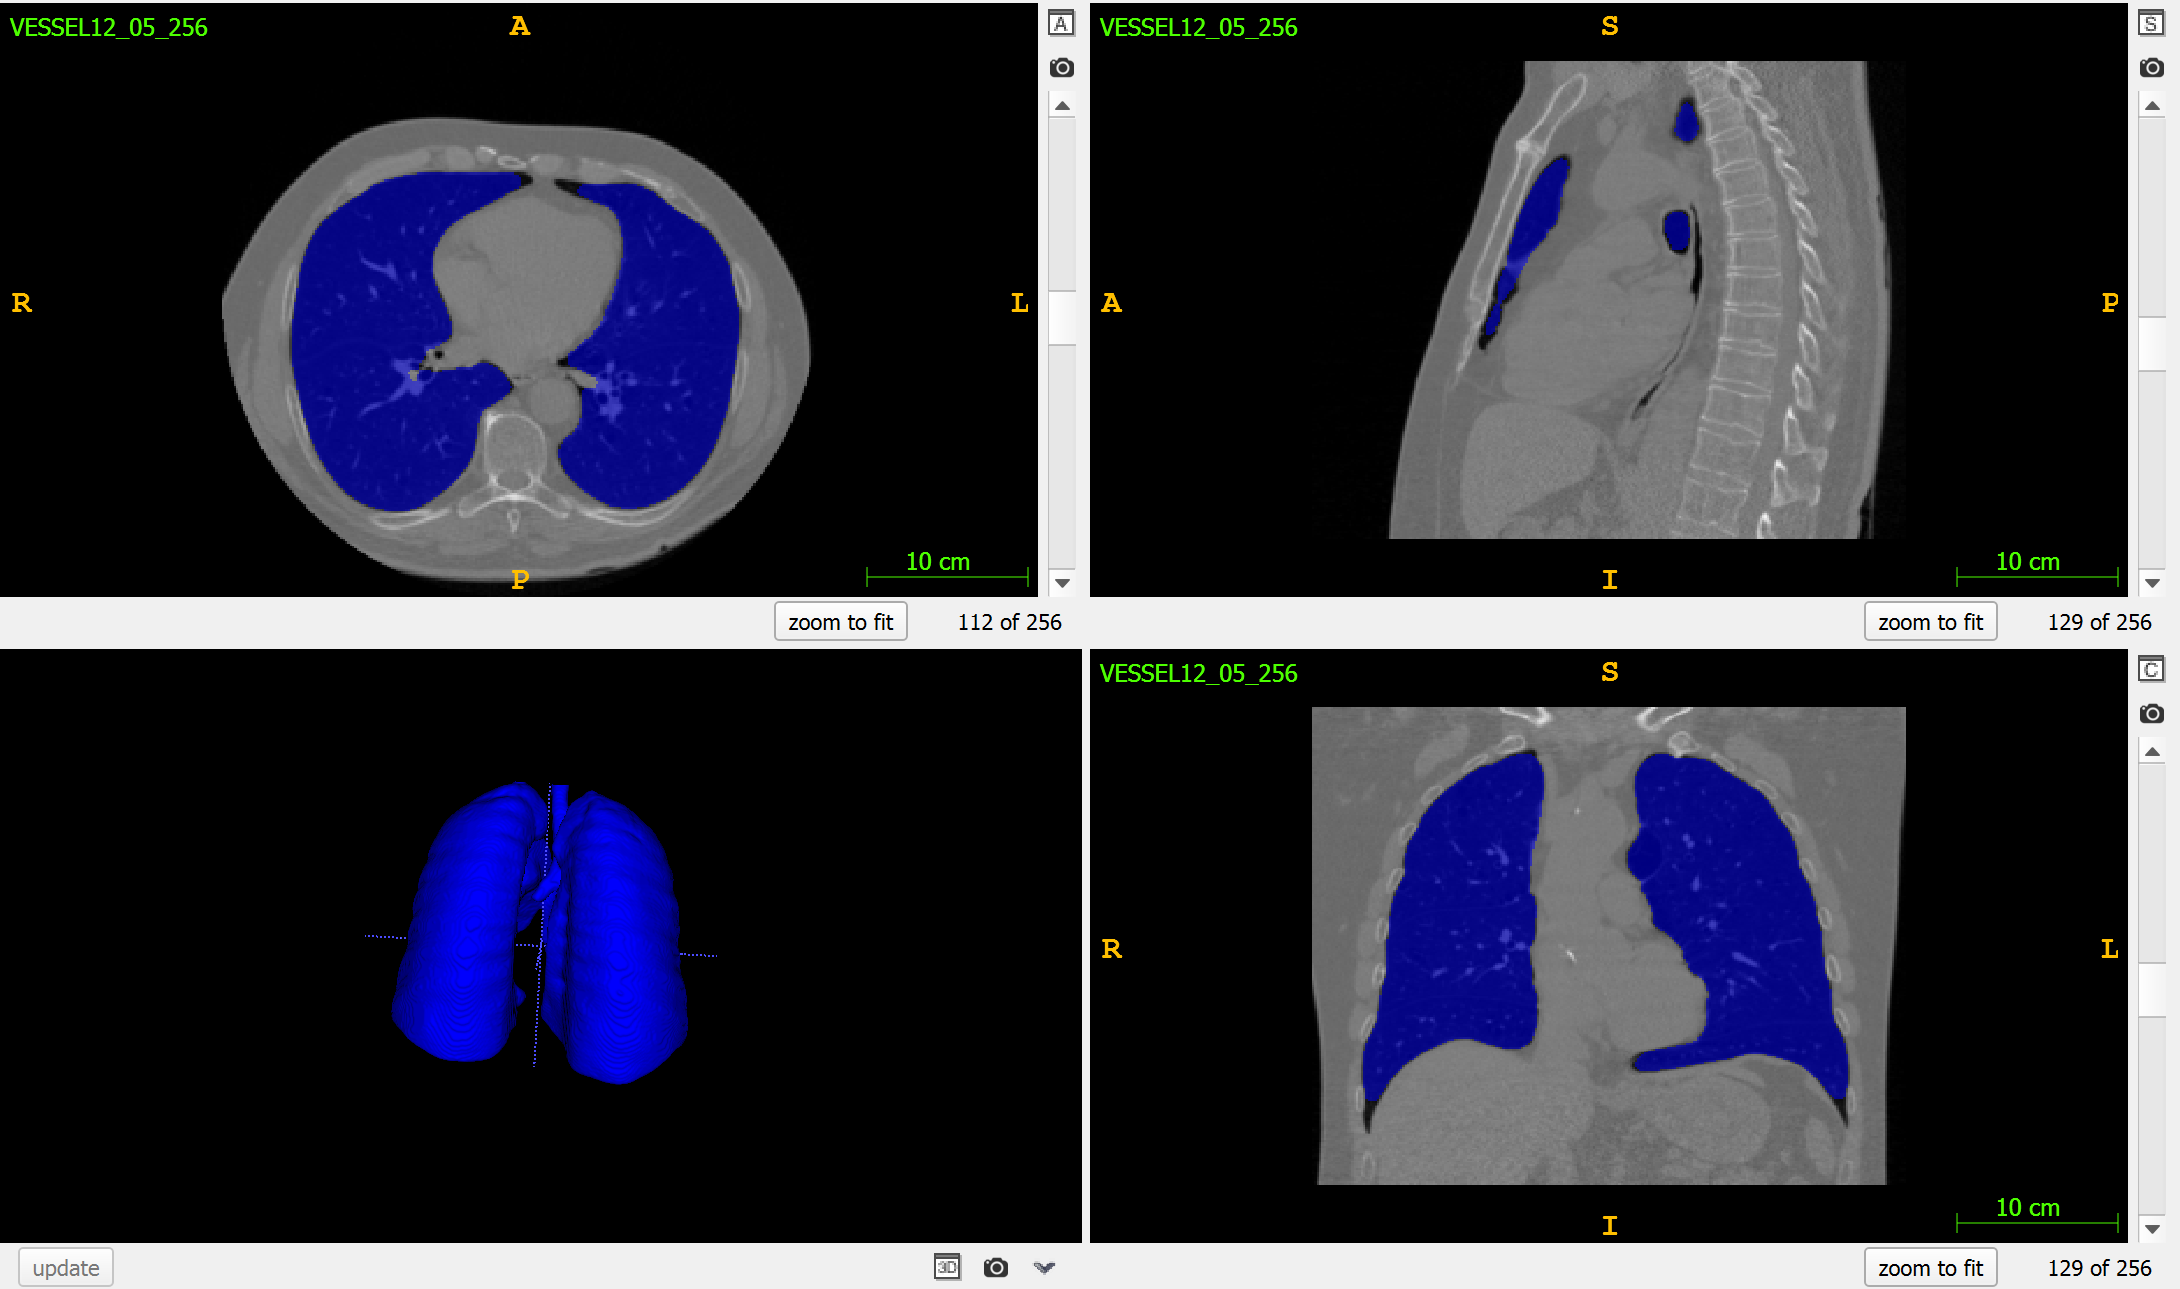 VESSEL12_05_256
A
A
R
L
10 cm
P
zoom to fit
112 of 256
VESSEL12_05_256
S
S
A
P
10 cm
I
zoom to fit
129 of 256
update
3D
VESSEL12_05_256
S
C
R
L
10 cm
I
zoom to fit
129 of 256